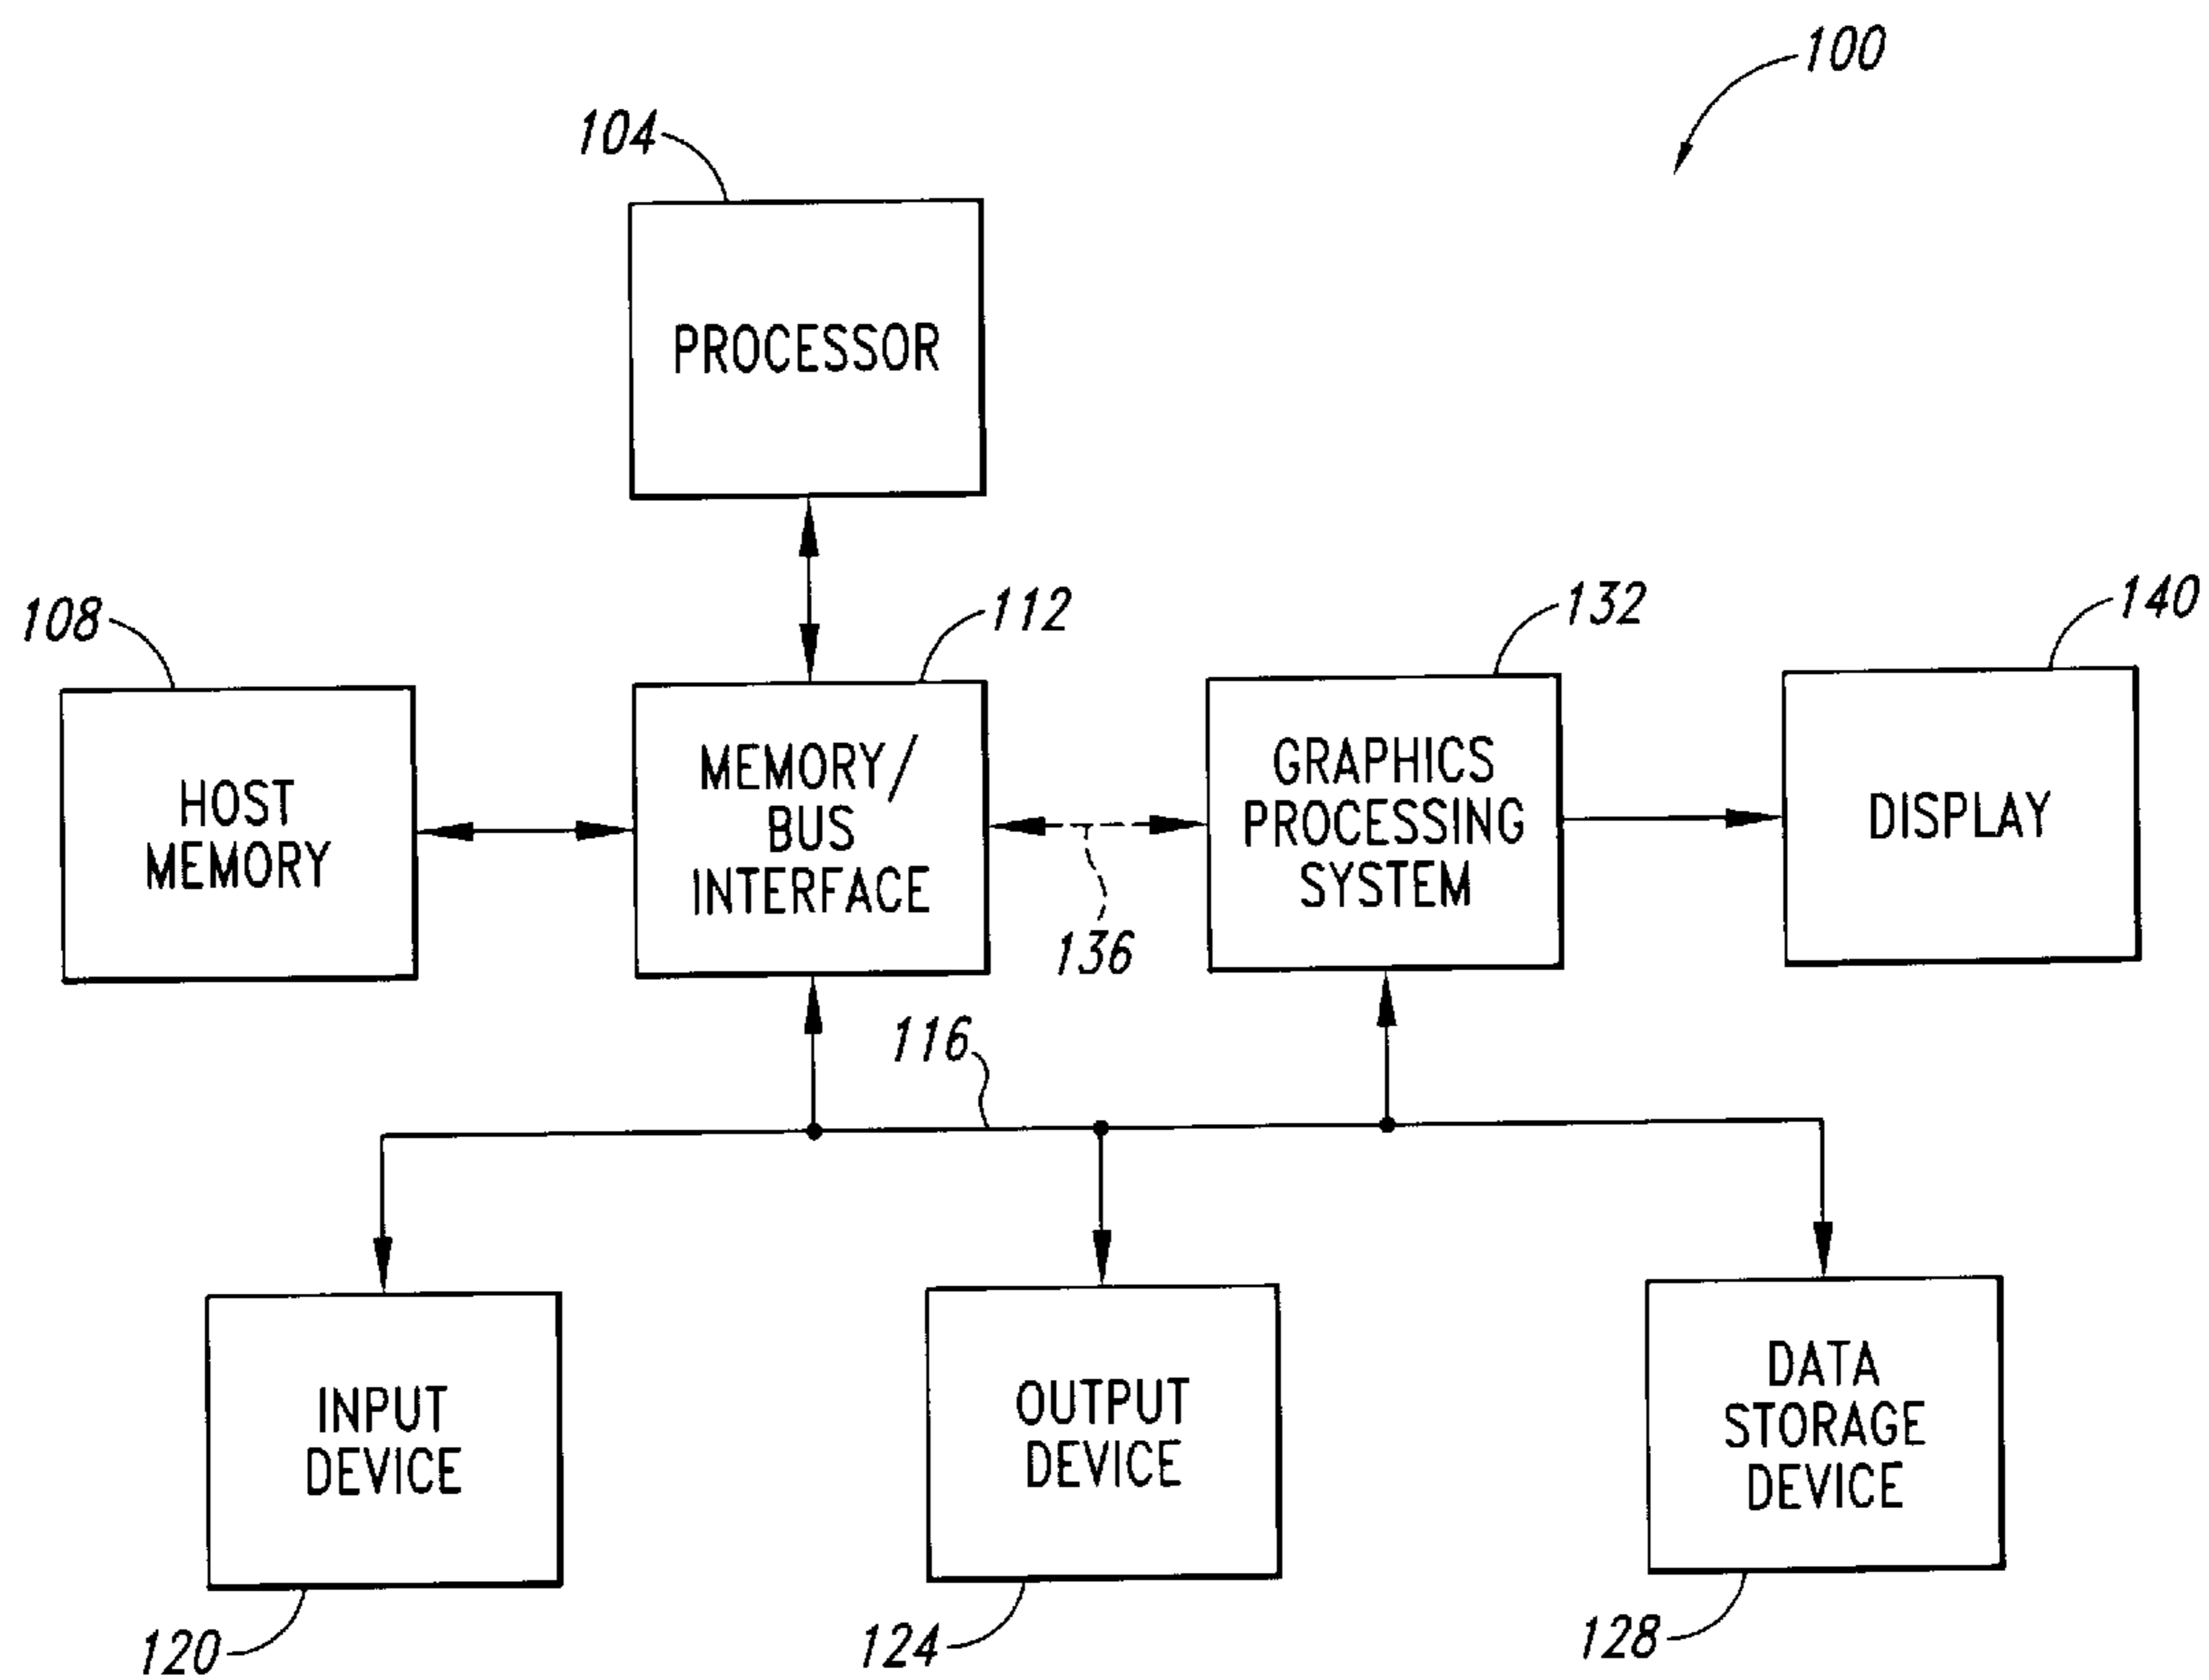 100
104
PROCESSOR
108
112
132
140
HOST
MEMORY
MEMORY/
BUS
INTERFACE
GRAPHICS
PROCESSING
SYSTEM
DISPLAY
136
116
INPUT
DEVICE
OUTPUT
DEVICE
DATA
STORAGE
DEVICE
120
124
128